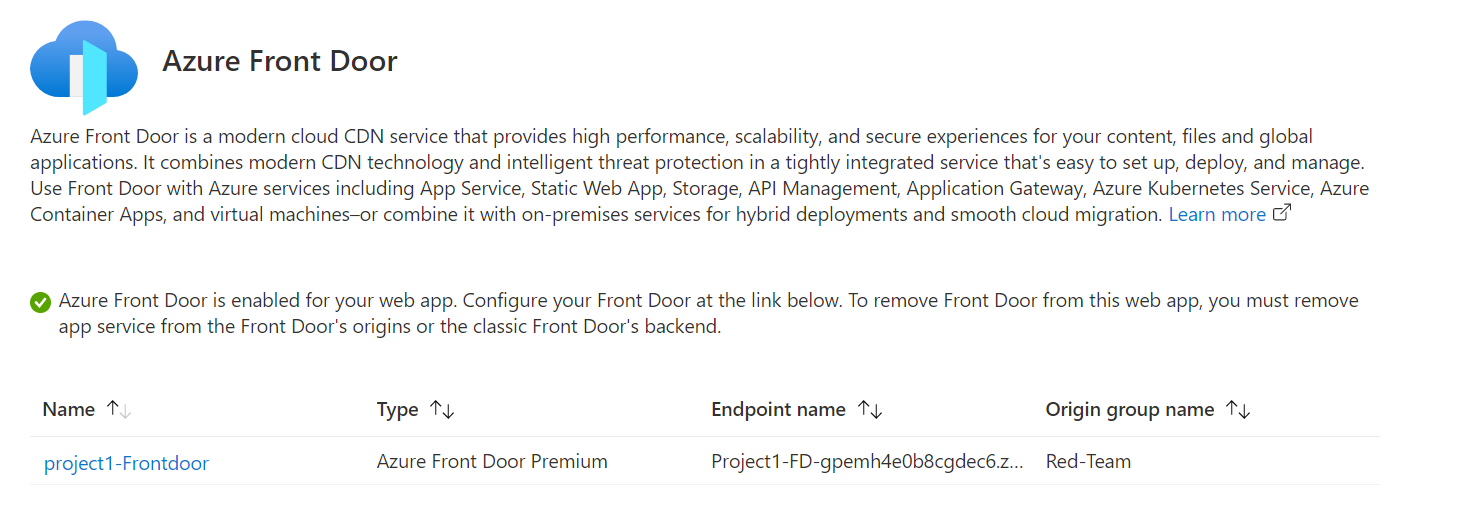 Azure Front Door
Azure Front Door is a modern cloud CDN service that provides high performance, scalability, and secure experiences for your content, files and global
applications. It combines modern CDN technology and intelligent threat protection in a tightly integrated service that's easy to set up, deploy, and manage.
Use Front Door with Azure services including App Service, Static Web App, Storage, API Management, Application Gateway, Azure Kubernetes Service, Azure
Container Apps, and virtual machines–or combine it with on-premises services for hybrid deployments and smooth cloud migration. Learn more
Azure Front Door is enabled for your web app. Configure your Front Door at the link below. To remove Front Door from this web app, you must remove
app service from the Front Door's origins or the classic Front Door's backend.
Name Type Endpoint name Origin group name
project1-Frontdoor Azure Front Door Premium Project1-FD-gpemh4e0b8cgdec6.z... Red-Team